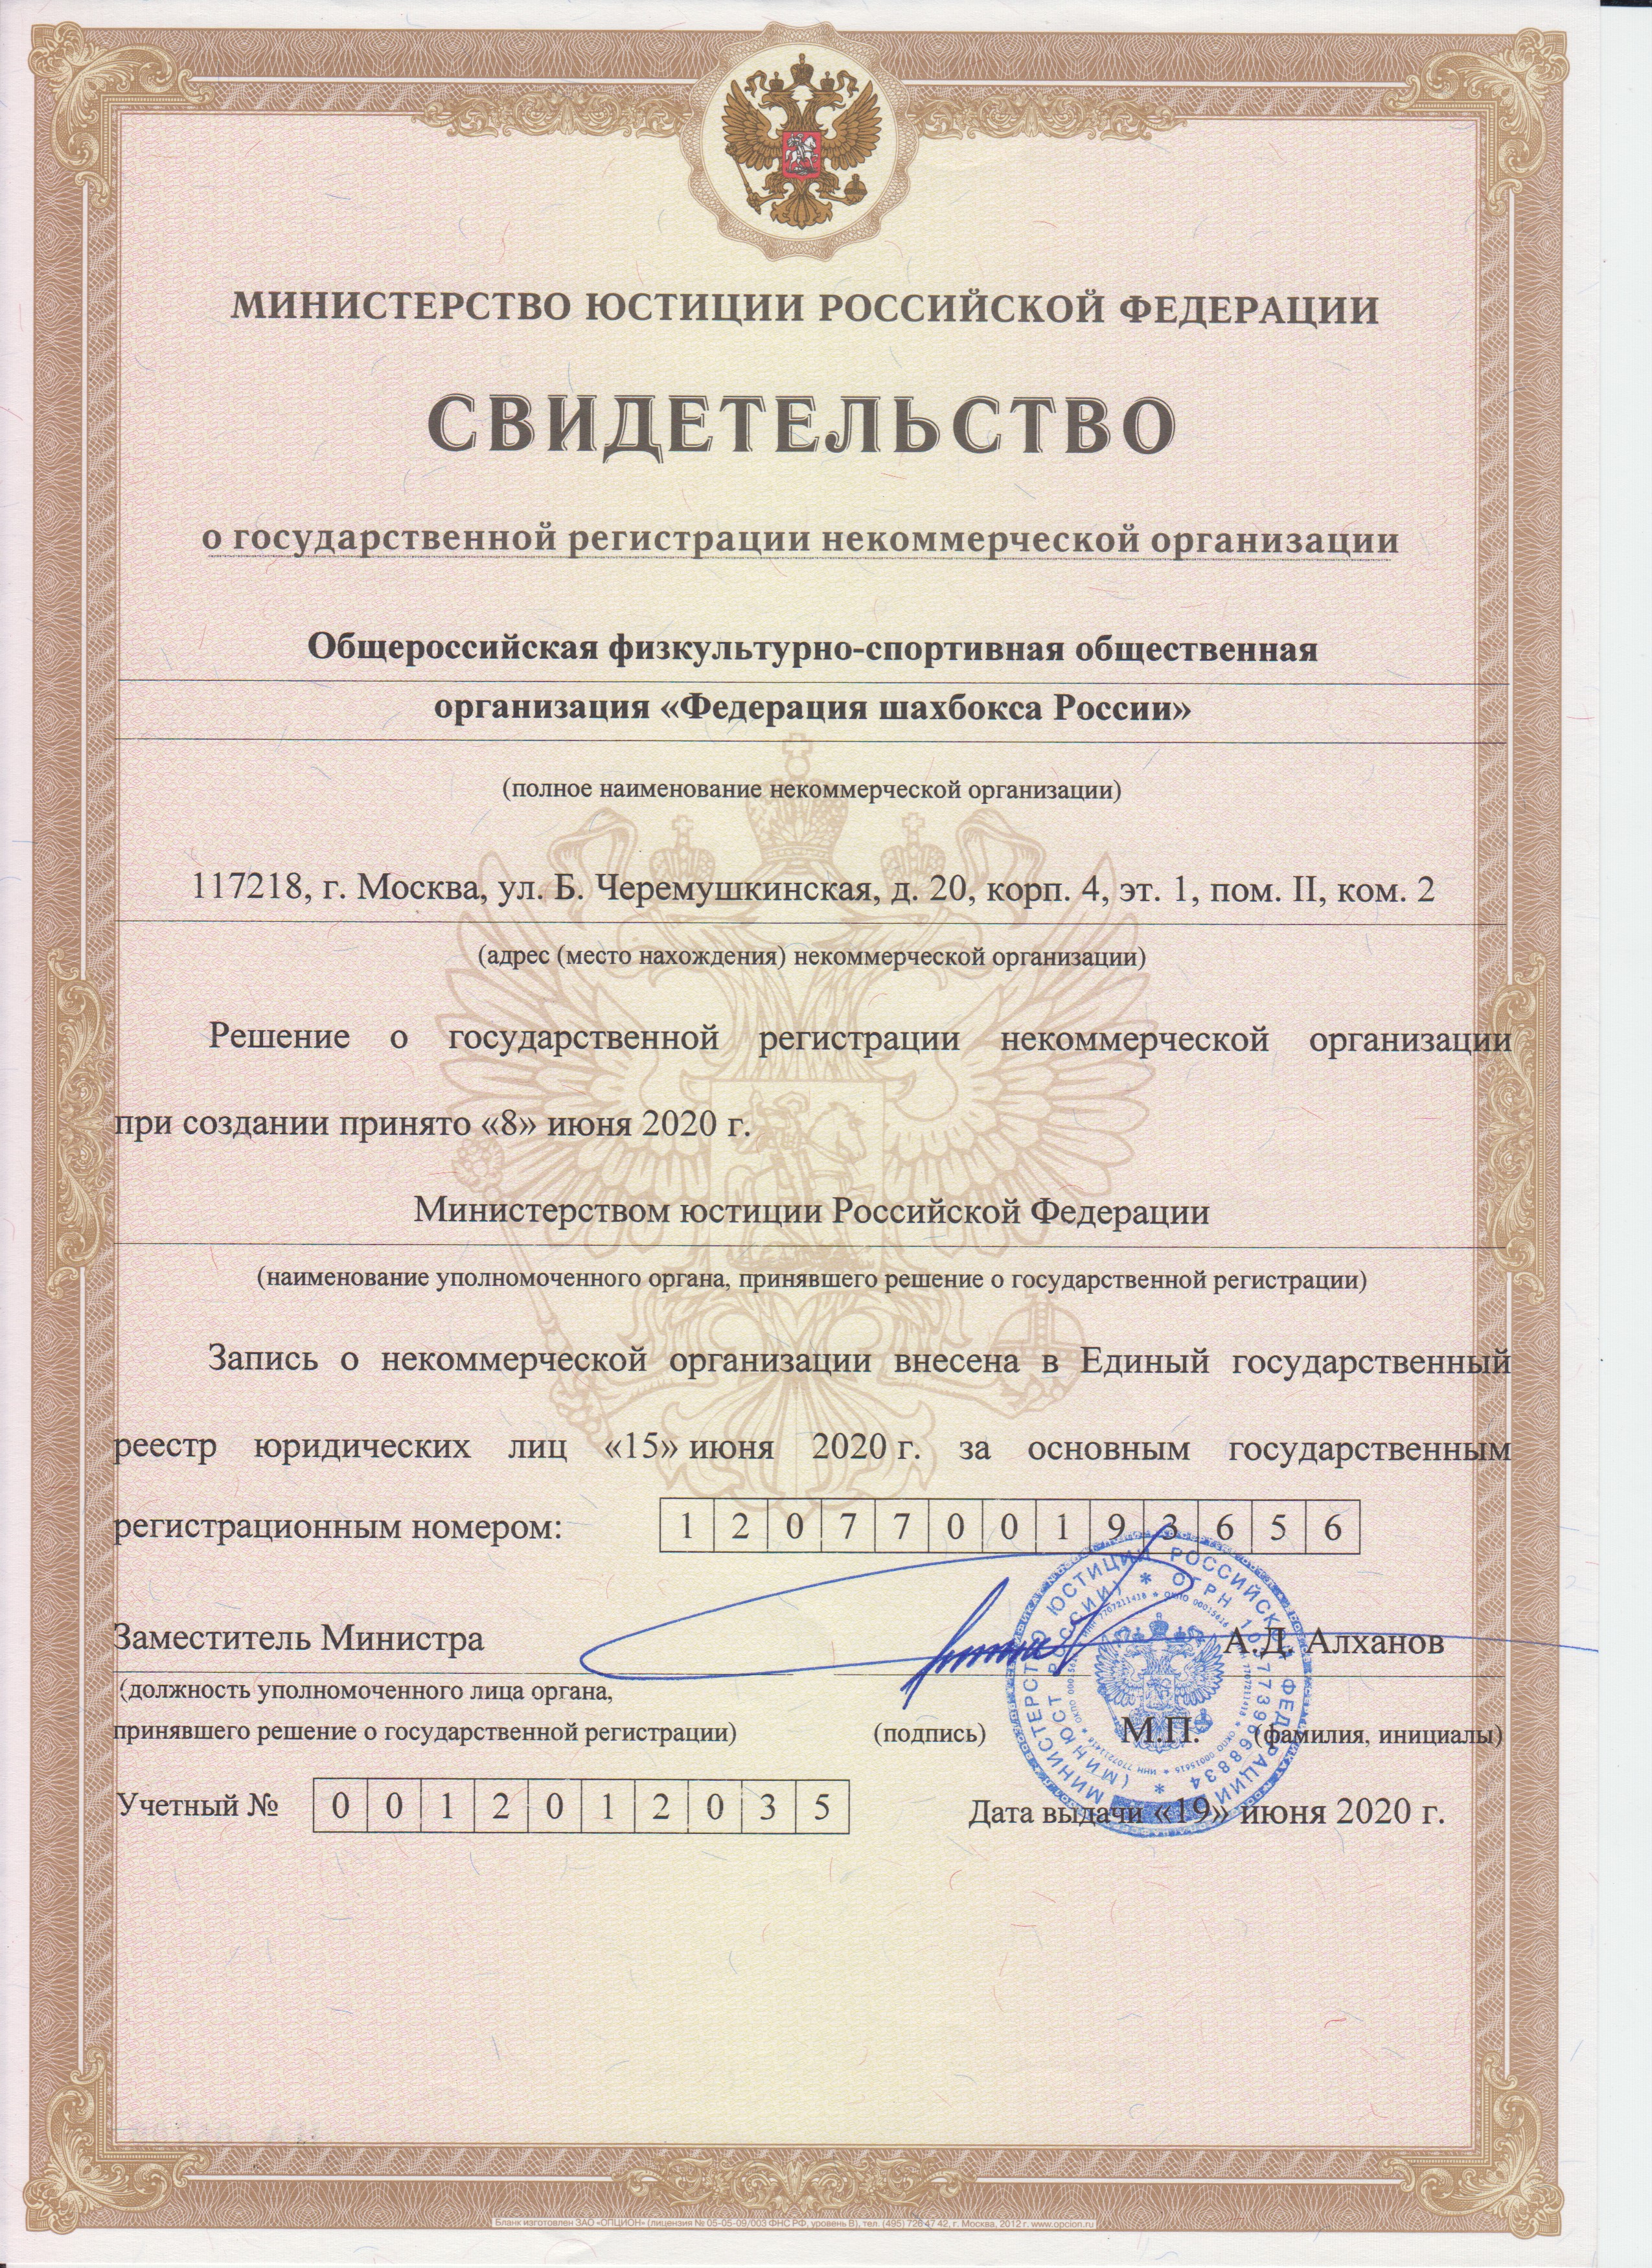 МИНИСТЕРСТВО ЮСТИЦИИ РОССИЙСКОЙ ФЕДЕРАЦИИ
СВИДЕТЕЛЬСТВО
о государственной регистрации некоммерческой организации
Общероссийская физкультурно-спортивная общественная
организация «Федерация шахбокса России»
(полное наименование некоммерческой организации)
117218, г. Москва, ул. Б. Черемушкинская, д. 20, корп. 4, эт. 1, пом. II, ком. 2
(адрес (место нахождения) некоммерческой организации)
Решение о государственной регистрации некоммерческой организации
при создании принято «8» июня 2020 г.
Министерством юстиции Российской Федерации
(наименование уполномоченного органа, принявшего решение о государственной регистрации)
Запись о некоммерческой организации внесена в Единый государственный
реестр юридических лиц «15» июня 2020 г. за основным государственным
регистрационным номером: 1 2 0 7 7 0 0 1 9 3 6 5 6
Заместитель Министра А.Д. Алханов
(должность уполномоченного лица органа,
принявшего решение о государственной регистрации) (подпись) М.П. (фамилия, инициалы)
МИНИСТЕРСТВО ЮСТИЦИИ РОССИЙСКОЙ ФЕДЕРАЦИИ
(МИНЮСТ РОССИИ) * ОГРН
Учетный № 0 0 1 2 0 1 2 0 3 5 Дата выдачи «19» июня 2020 г.
Бланк изготовлен ЗАО «ОПЦИОН» (лицензия № 05-05-09/003 ФНС РФ, уровень В), тел. (495) 726 47 42, г. Москва, 2012 г. www.opcion.ru